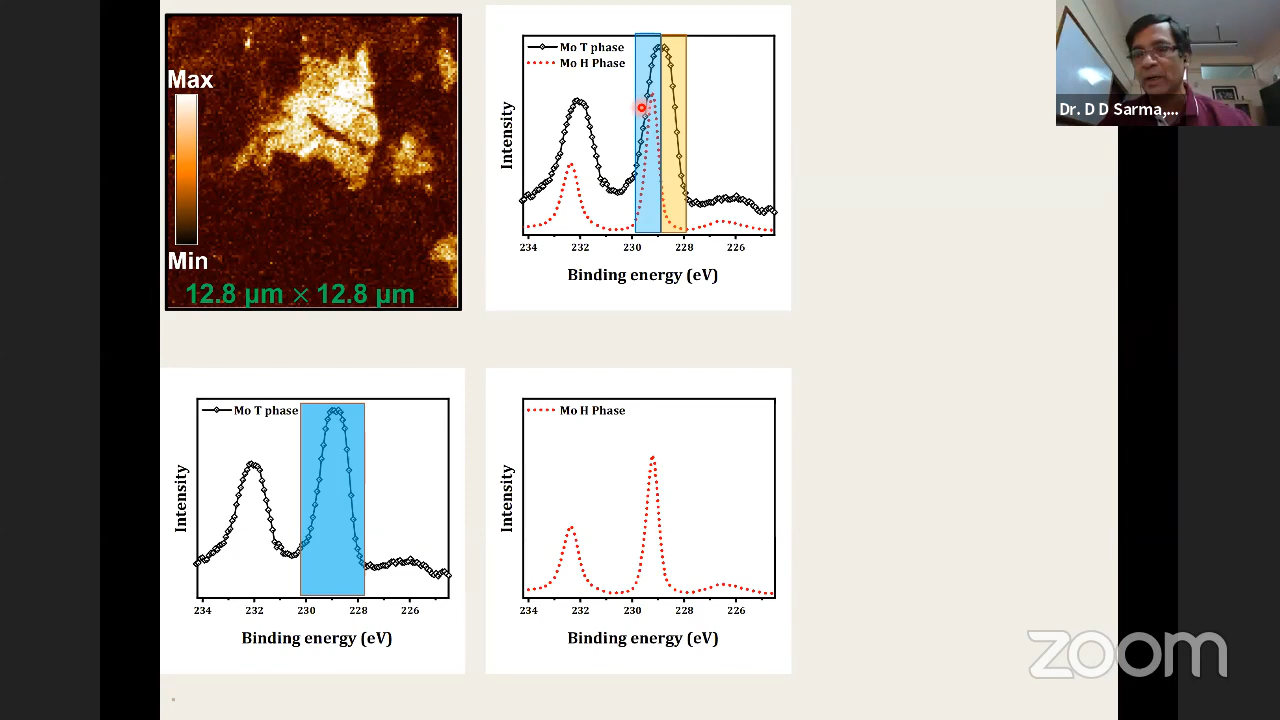 Max
Min
12.8 µm × 12.8 µm
Mo T phase
Mo H Phase
Intensity
234 232 230 228 226
Binding energy (eV)
Dr. D D Sarma,...
Mo T phase
Intensity
234 232 230 228 226
Binding energy (eV)
Mo H Phase
Intensity
234 232 230 228 226
Binding energy (eV)
zoom